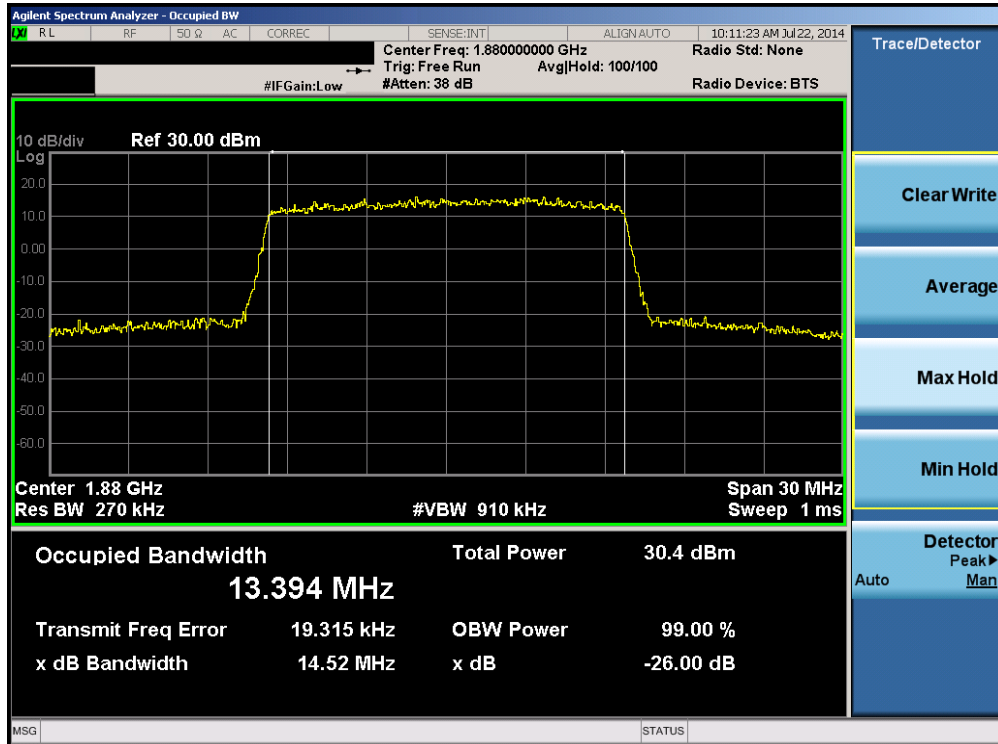 Agilent Spectrum Analyzer - Occupied BW
LXI RL RF 50 Ω AC CORREC SENSE:INT ALIGN AUTO 10:11:23 AM Jul 22, 2014
Center Freq: 1.880000000 GHz Radio Std: None
Trig: Free Run Avg|Hold: 100/100
#IFGain:Low #Atten: 38 dB Radio Device: BTS
Trace/Detector
10 dB/div Ref 30.00 dBm
Log
20.0
10.0
0.00
-10.0
-20.0
-30.0
-40.0
-50.0
-60.0
Center 1.88 GHz Span 30 MHz
Res BW 270 kHz #VBW 910 kHz Sweep 1 ms
Occupied Bandwidth Total Power 30.4 dBm
13.394 MHz
Transmit Freq Error 19.315 kHz OBW Power 99.00 %
x dB Bandwidth 14.52 MHz x dB -26.00 dB
Clear Write
Average
Max Hold
Min Hold
Detector
Peak▶
Auto Man
MSG STATUS